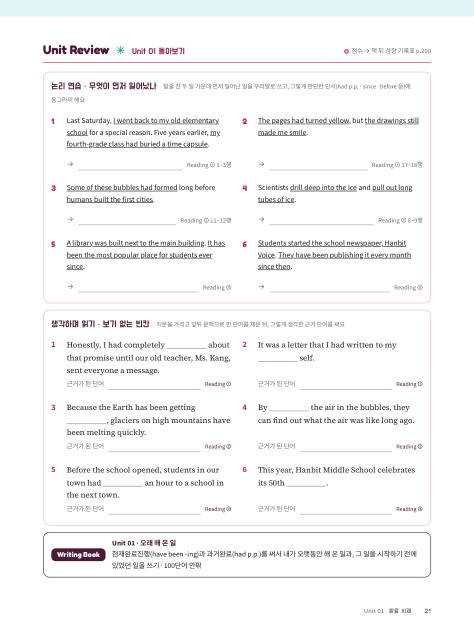 Unit Review ✳ Unit 01 돌아보기
점수 → 책 뒤 성장 기록표 p.200
논리 연습 · 무엇이 먼저 일어났나 밑줄 친 두 일 가운데 먼저 일어난 일을 우리말로 쓰고, 그렇게 판단한 단서(had p.p. · since · before 등)에
동그라미 해요
1 Last Saturday, I went back to my old elementary
school for a special reason. Five years earlier, my
fourth-grade class had buried a time capsule.
→ Reading ① 1~3행
2 The pages had turned yellow, but the drawings still
made me smile.
→ Reading ① 17~18행
3 Some of these bubbles had formed long before
humans built the first cities.
→ Reading ② 11~12행
4 Scientists drill deep into the ice and pull out long
tubes of ice.
→ Reading ② 8~9행
5 A library was built next to the main building. It has
been the most popular place for students ever
since.
→ Reading ③
6 Students started the school newspaper, Hanbit
Voice. They have been publishing it every month
since then.
→ Reading ③
생각하며 읽기 · 보기 없는 빈칸 지문을 가리고 앞뒤 문맥으로 한 단어를 채운 뒤, 그렇게 생각한 근거 단어를 써요
1 Honestly, I had completely ________ about
that promise until our old teacher, Ms. Kang,
sent everyone a message.
근거가 된 단어 Reading ①
2 It was a letter that I had written to my
________ self.
근거가 된 단어 Reading ①
3 Because the Earth has been getting
________, glaciers on high mountains have
been melting quickly.
근거가 된 단어 Reading ②
4 By ________ the air in the bubbles, they
can find out what the air was like long ago.
근거가 된 단어 Reading ②
5 Before the school opened, students in our
town had ________ an hour to a school in
the next town.
근거가 된 단어 Reading ③
6 This year, Hanbit Middle School celebrates
its 50th ________.
근거가 된 단어 Reading ③
Writing Book
Unit 01 · 오래 해 온 일
현재완료진행(have been -ing)과 과거완료(had p.p.)를 써서 내가 오랫동안 해 온 일과, 그 일을 시작하기 전에
있었던 일을 쓰기 · 100단어 안팎
Unit 01 21